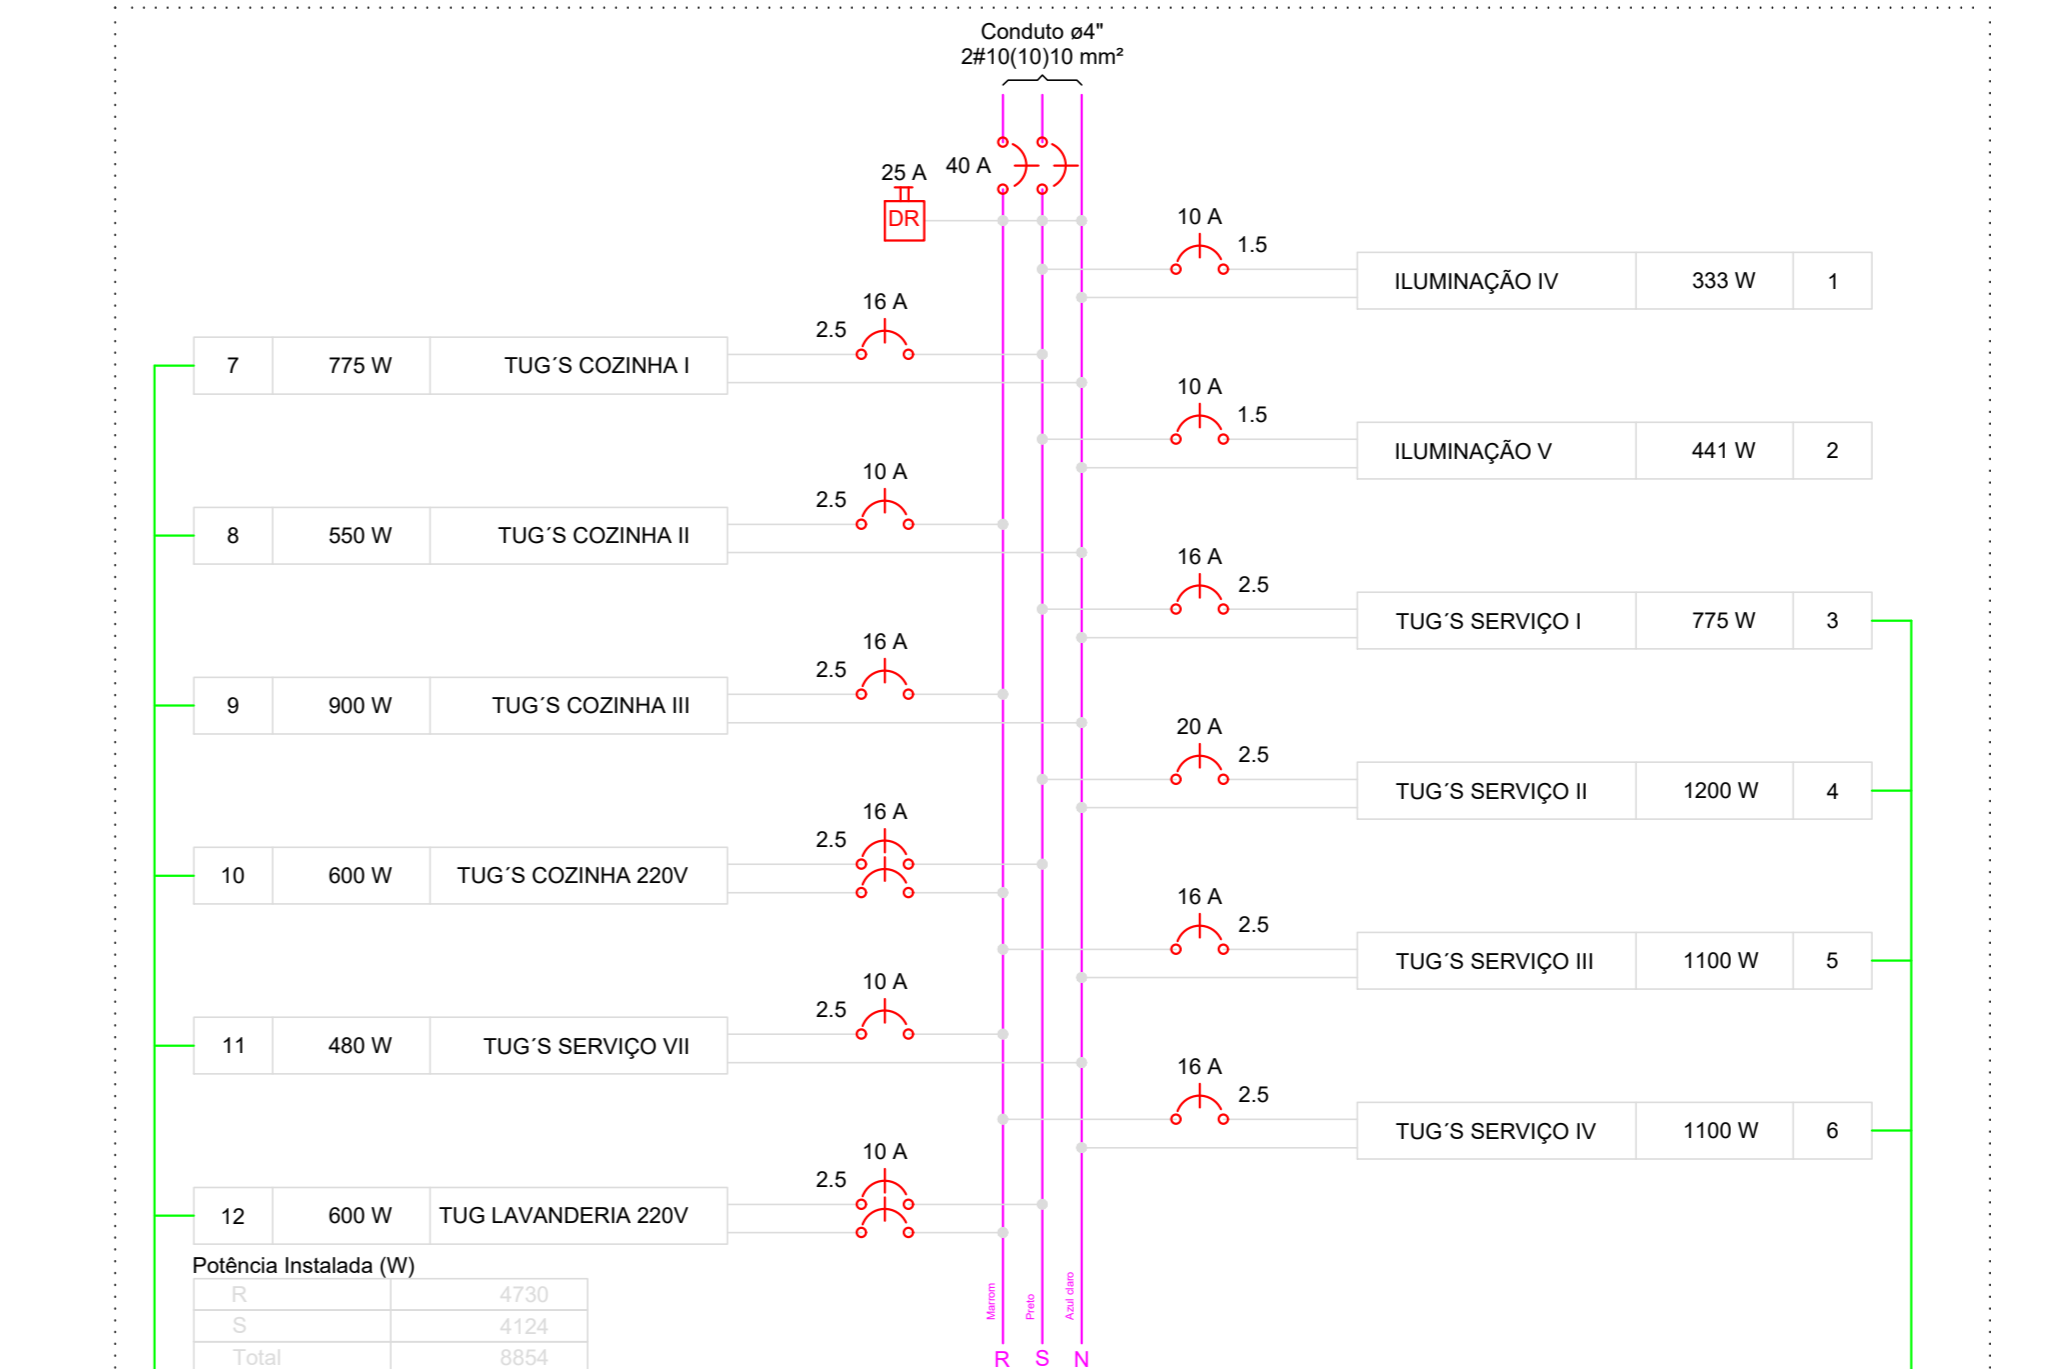 Conduto ø4"
2#10(10)10 mm²
40 A
25 A
DR
10 A
1.5
ILUMINAÇÃO IV 333 W 1
16 A
2.5
7 775 W TUG´S COZINHA I
10 A
1.5
ILUMINAÇÃO V 441 W 2
10 A
2.5
8 550 W TUG´S COZINHA II
16 A
2.5
TUG´S SERVIÇO I 775 W 3
16 A
2.5
9 900 W TUG´S COZINHA III
20 A
2.5
TUG´S SERVIÇO II 1200 W 4
16 A
2.5
10 600 W TUG´S COZINHA 220V
16 A
2.5
TUG´S SERVIÇO III 1100 W 5
10 A
2.5
11 480 W TUG´S SERVIÇO VII
16 A
2.5
TUG´S SERVIÇO IV 1100 W 6
10 A
2.5
12 600 W TUG LAVANDERIA 220V
Potência Instalada (W)
R 4730
S 4124
Total 8854
Marrom
Preto
Azul claro
R S N